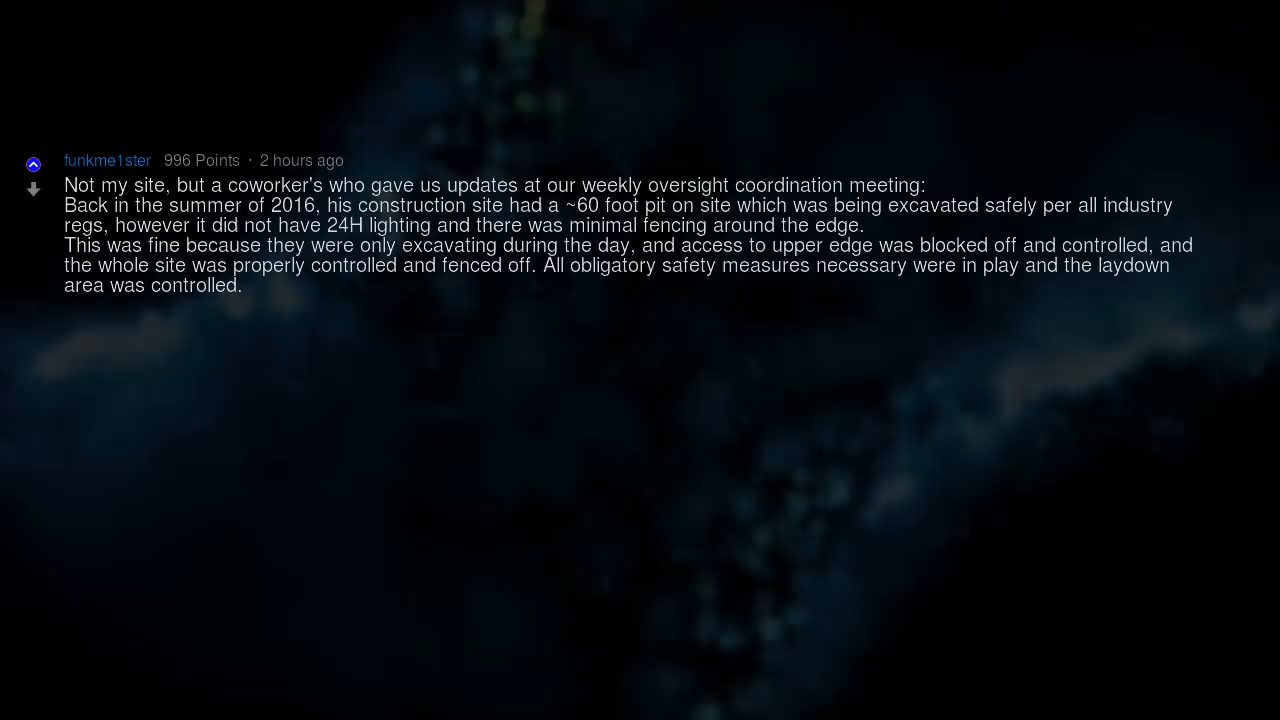 funkme1ster 996 Points · 2 hours ago
Not my site, but a coworker's who gave us updates at our weekly oversight coordination meeting:
Back in the summer of 2016, his construction site had a ~60 foot pit on site which was being excavated safely per all industry
regs, however it did not have 24H lighting and there was minimal fencing around the edge.
This was fine because they were only excavating during the day, and access to upper edge was blocked off and controlled, and
the whole site was properly controlled and fenced off. All obligatory safety measures necessary were in play and the laydown
area was controlled.